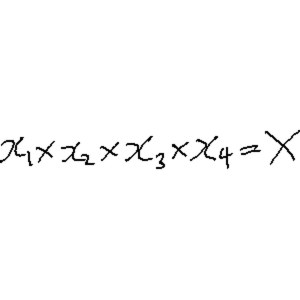 x₁ × x₂ × x₃ × x₄ = X